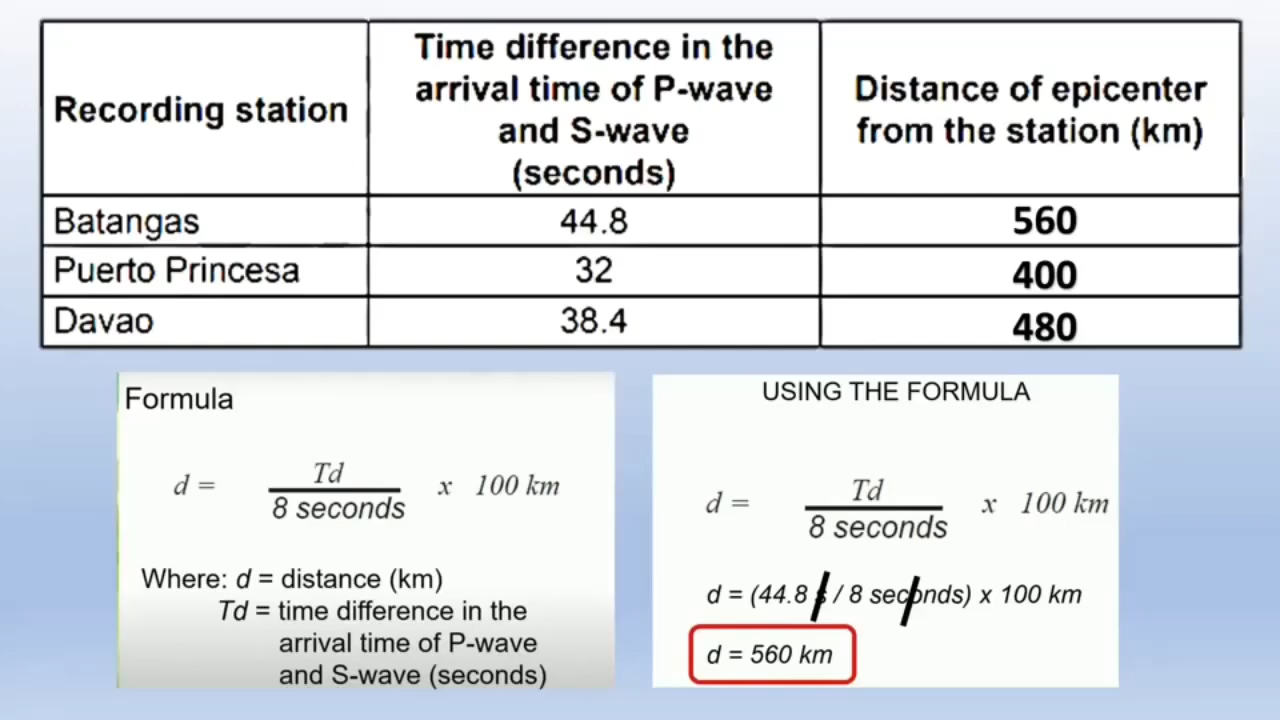 Recording station
Time difference in the
arrival time of P-wave
and S-wave
(seconds)
Distance of epicenter
from the station (km)
Batangas 44.8 560
Puerto Princesa 32 400
Davao 38.4 480
Formula
d = Td / 8 seconds x 100 km
Where: d = distance (km)
Td = time difference in the
arrival time of P-wave
and S-wave (seconds)
USING THE FORMULA
d = Td / 8 seconds x 100 km
d = (44.8 s / 8 seconds) x 100 km
d = 560 km